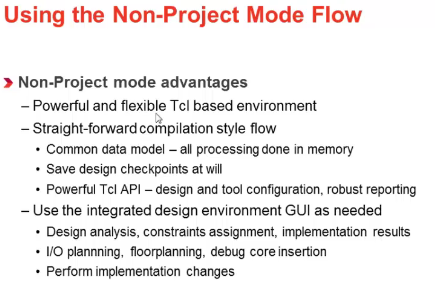 Using the Non-Project Mode Flow
Non-Project mode advantages
– Powerful and flexible Tcl based environment
– Straight-forward compilation style flow
• Common data model – all processing done in memory
• Save design checkpoints at will
• Powerful Tcl API – design and tool configuration, robust reporting
– Use the integrated design environment GUI as needed
• Design analysis, constraints assignment, implementation results
• I/O plannning, floorplanning, debug core insertion
• Perform implementation changes